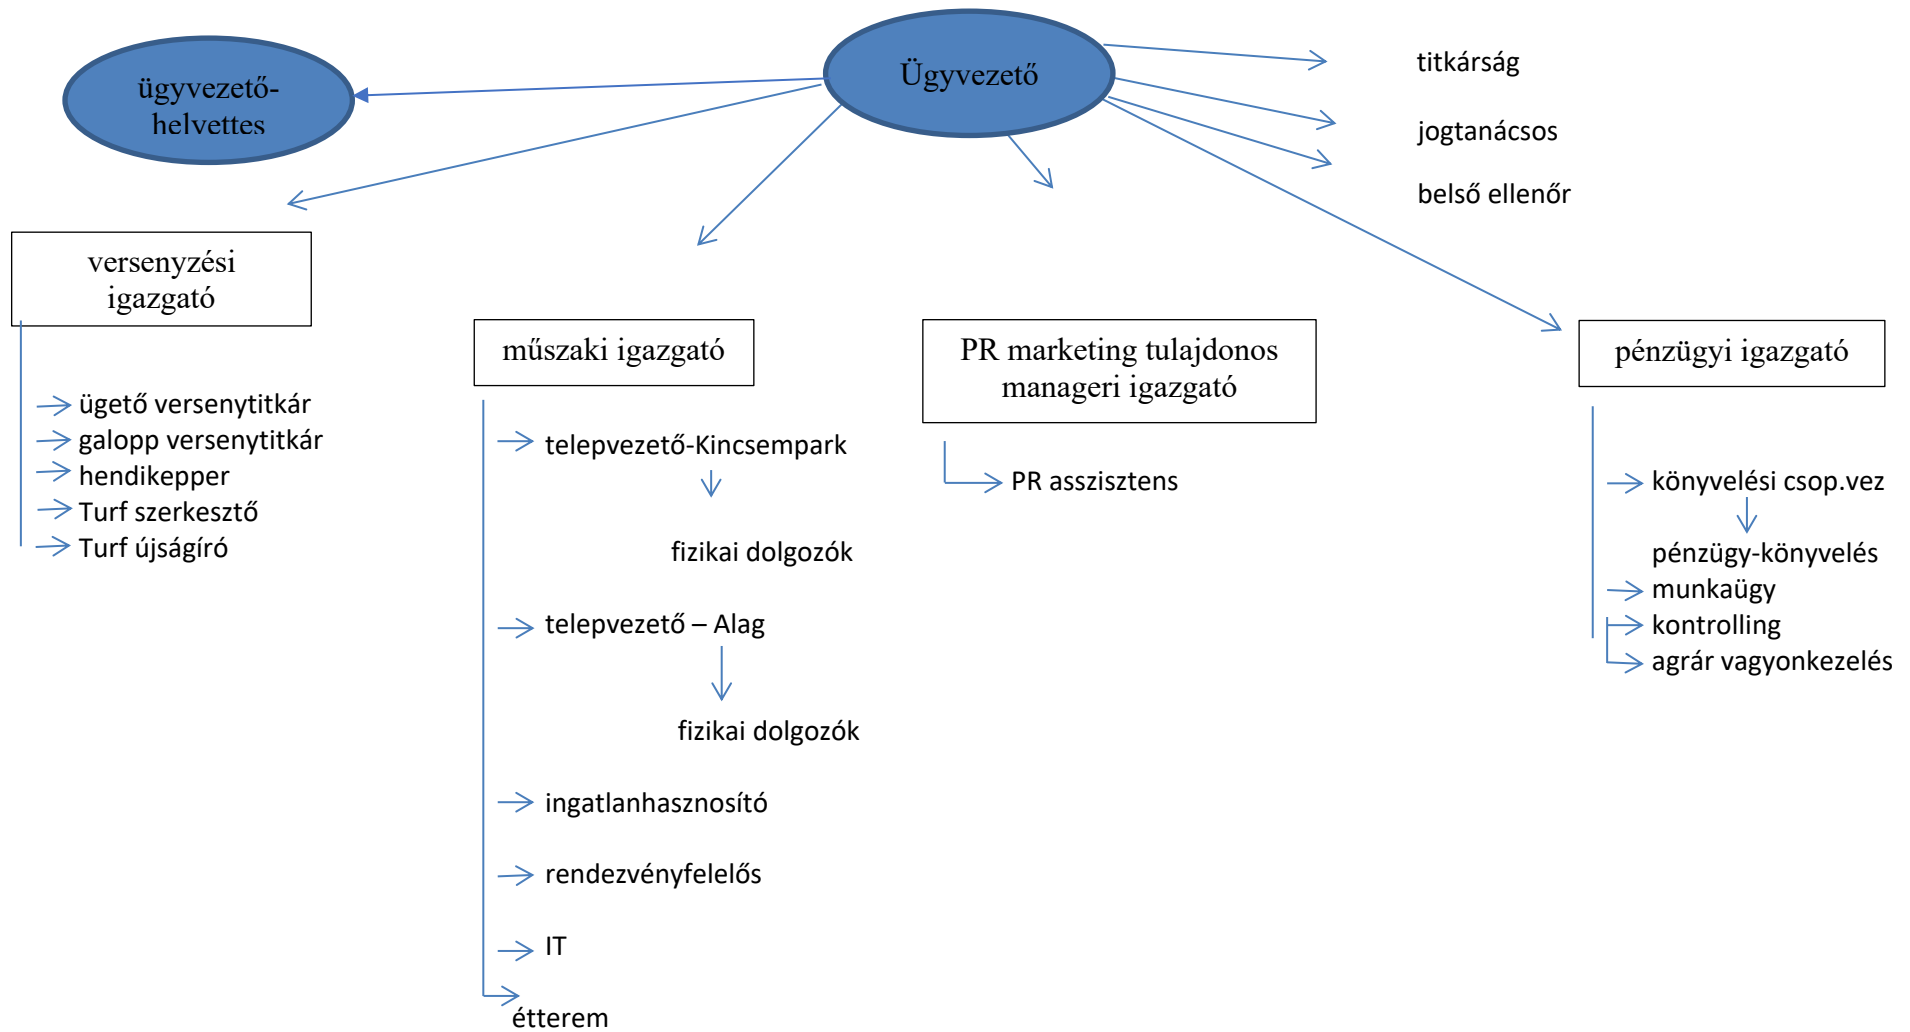 Ügyvezető
ügyvezető-
helvettes
titkárság
jogtanácsos
belső ellenőr
versenyzési
igazgató
ügető versenytitkár
galopp versenytitkár
hendikepper
Turf szerkesztő
Turf újságíró
műszaki igazgató
telepvezető-Kincsempark
fizikai dolgozók
telepvezető – Alag
fizikai dolgozók
ingatlanhasznosító
rendezvényfelelős
IT
étterem
PR marketing tulajdonos
manageri igazgató
PR asszisztens
pénzügyi igazgató
könyvelési csop.vez
pénzügy-könyvelés
munkaügy
kontrolling
agrár vagyonkezelés